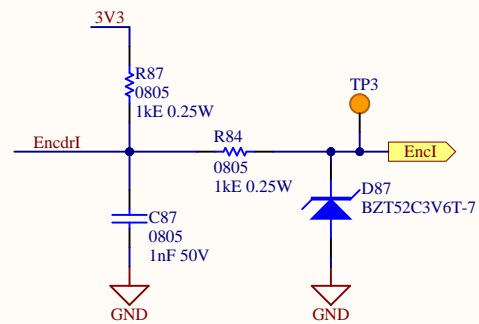 3V3
R87
0805
1kE 0.25W
TP3
EncdrI
R84
0805
1kE 0.25W
EncI
D87
BZT52C3V6T-7
C87
0805
1nF 50V
GND
GND